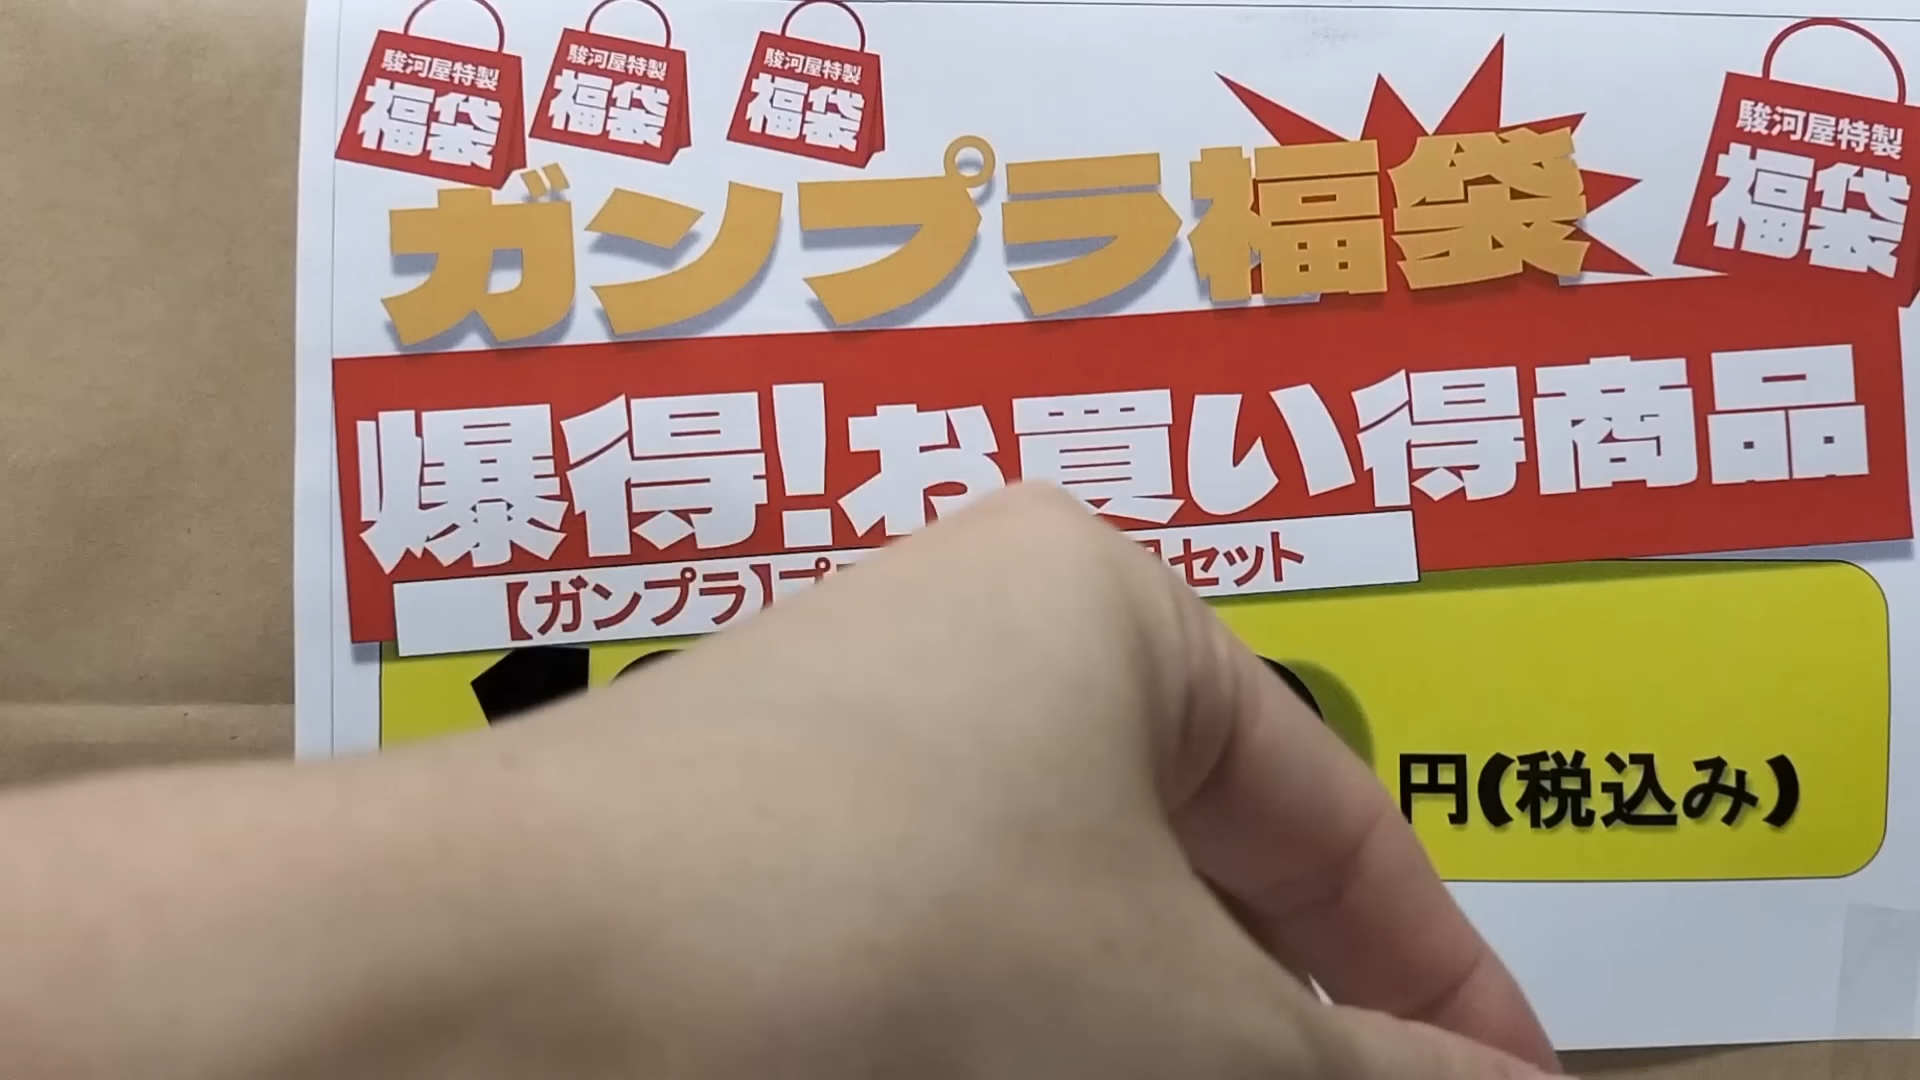 駿河屋特製
福袋
駿河屋特製
福袋
駿河屋特製
福袋
駿河屋特製
福袋
ガンプラ福袋
爆得!お買い得商品
【ガンプラ】プ セット
円(税込み)